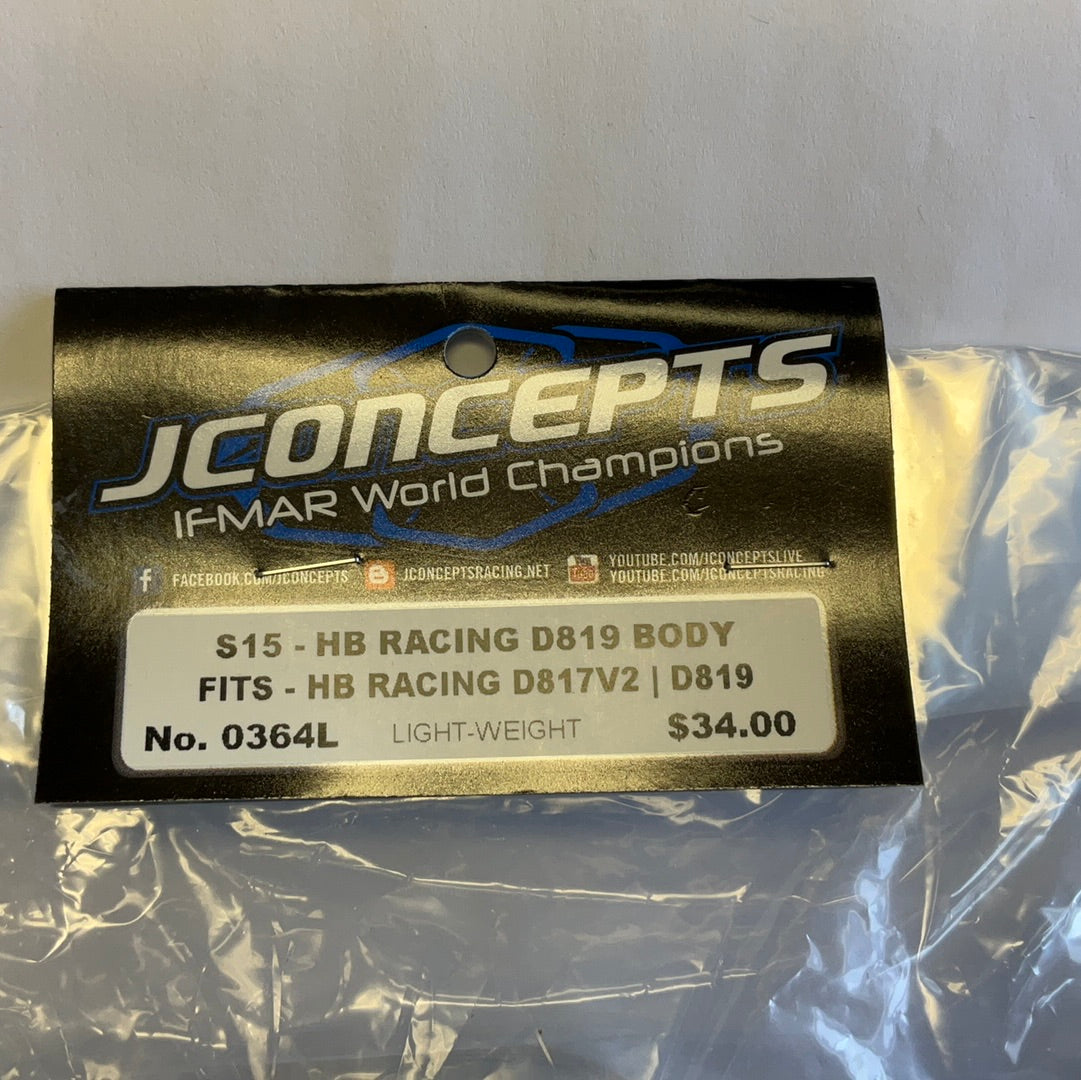 JCONCEPTS
IFMAR World Champions
FACEBOOK.COM/JCONCEPTS
JCONCEPTSRACING.NET
YOUTUBE.COM/JCONCEPTSLIVE
YOUTUBE.COM/JCONCEPTSRACING
S15 - HB RACING D819 BODY
FITS - HB RACING D817V2 | D819
No. 0364L LIGHT-WEIGHT $34.00